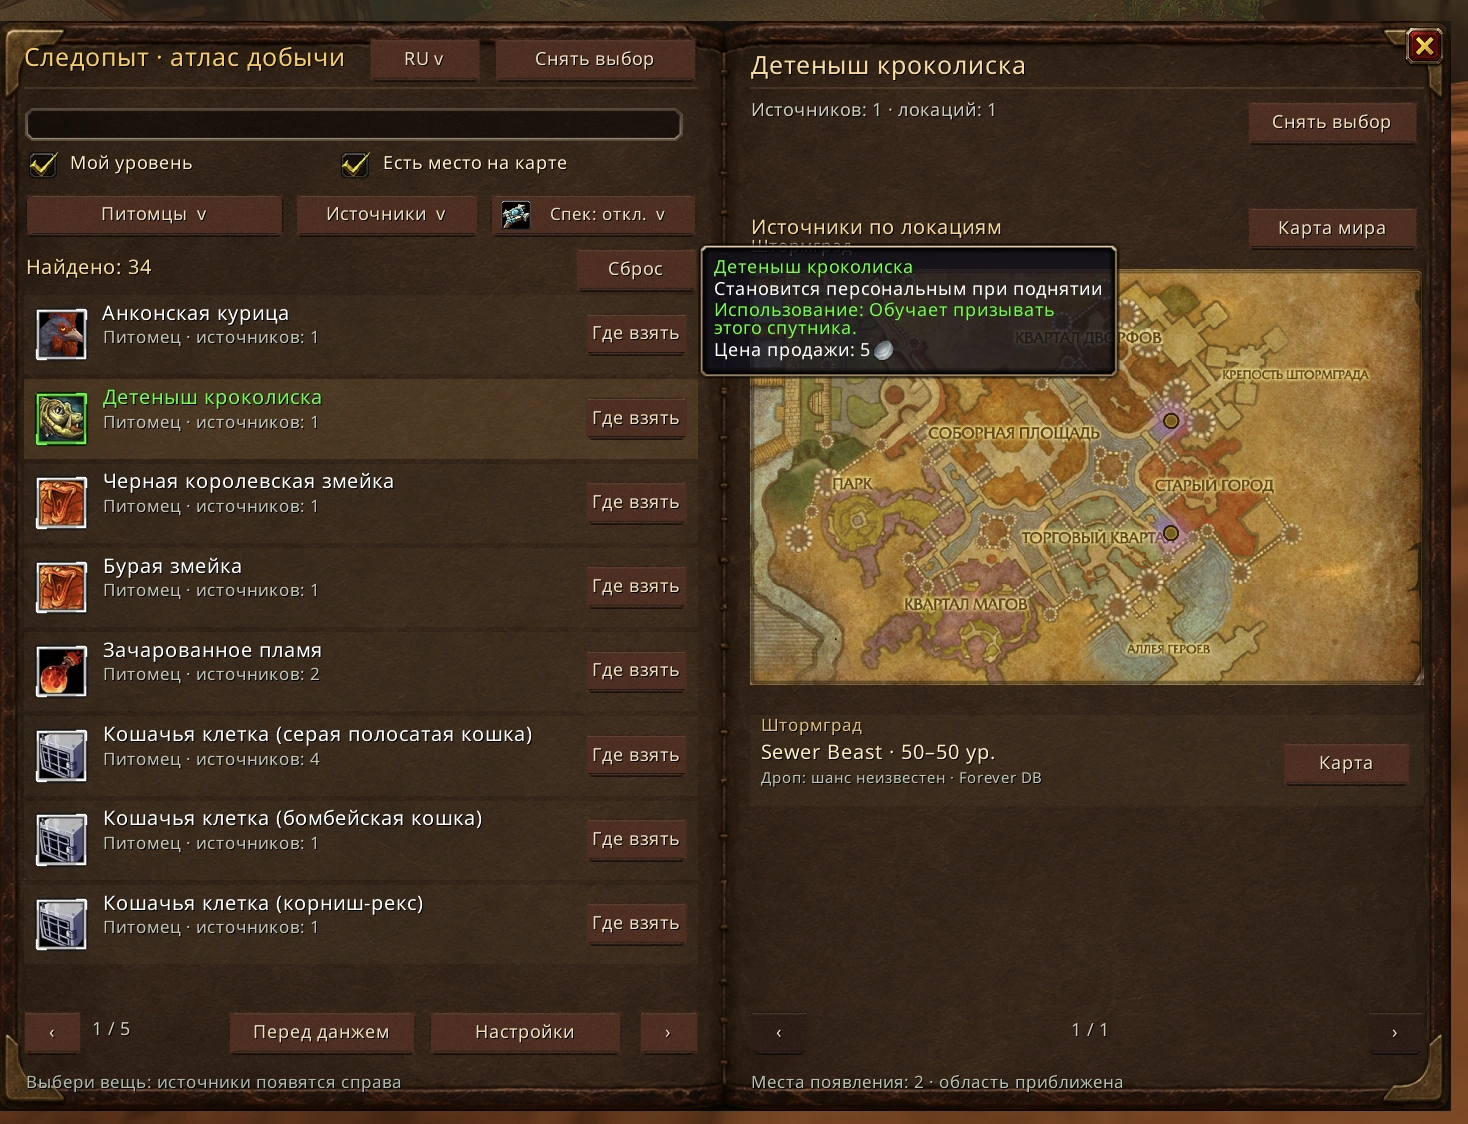 Следопыт · атлас добычи
RU v
Снять выбор
Мой уровень
Есть место на карте
Питомцы v
Источники v
Спек: откл. v
Найдено: 34
Сброс
Анконская курица
Питомец · источников: 1
Где взять
Детеныш кроколиска
Питомец · источников: 1
Где взять
Черная королевская змейка
Питомец · источников: 1
Где взять
Бурая змейка
Питомец · источников: 1
Где взять
Зачарованное пламя
Питомец · источников: 2
Где взять
Кошачья клетка (серая полосатая кошка)
Питомец · источников: 4
Где взять
Кошачья клетка (бомбейская кошка)
Питомец · источников: 1
Где взять
Кошачья клетка (корниш-рекс)
Питомец · источников: 1
Где взять
‹
1 / 5
Перед данжем
Настройки
›
Выбери вещь: источники появятся справа
Детеныш кроколиска
Источников: 1 · локаций: 1
Снять выбор
Источники по локациям
Карта мира
Штормград
Детеныш кроколиска
Становится персональным при поднятии
Использование: Обучает призывать
этого спутника.
Цена продажи: 5
КВАРТАЛ ДВОРФОВ
КРЕПОСТЬ ШТОРМГРАДА
СОБОРНАЯ ПЛОЩАДЬ
ПАРК
СТАРЫЙ ГОРОД
ТОРГОВЫЙ КВАРТА
КВАРТАЛ МАГОВ
АЛЛЕЯ ГЕРОЕВ
Штормград
Sewer Beast · 50–50 ур.
Дроп: шанс неизвестен · Forever DB
Карта
‹
1 / 1
›
Места появления: 2 · область приближена